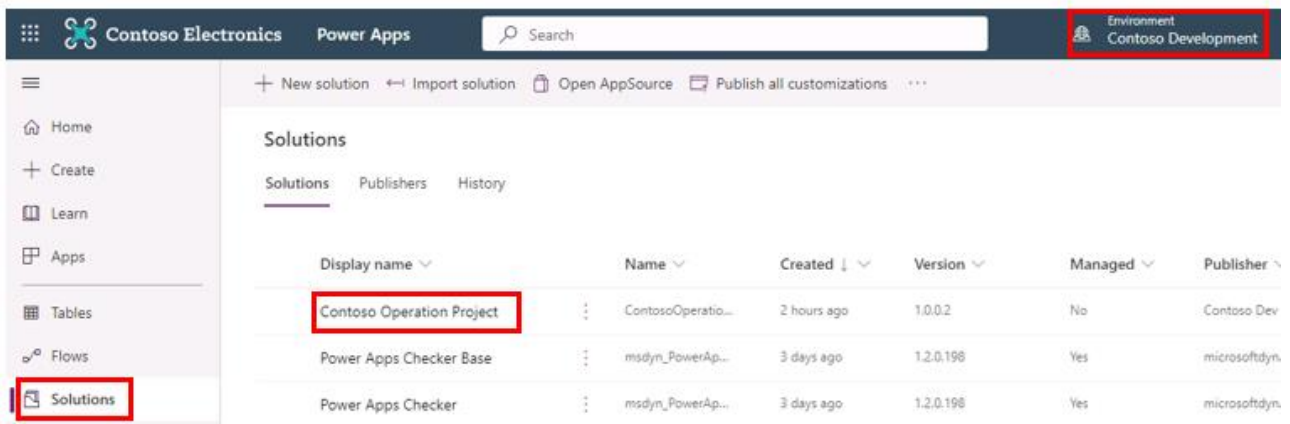 Contoso Electronics Power Apps Search Environment
Contoso Development
+ New solution Import solution Open AppSource Publish all customizations ...
Home
Create
Learn
Apps
Tables
Flows
Solutions
Solutions
Solutions Publishers History
Display name Name Created ↓ Version Managed Publisher
Contoso Operation Project ContosoOperatio... 2 hours ago 1.0.0.2 No Contoso Dev
Power Apps Checker Base msdyn_PowerAp... 3 days ago 1.2.0.198 Yes microsoftdyn
Power Apps Checker msdyn_PowerAp... 3 days ago 1.2.0.198 Yes microsoftdyn